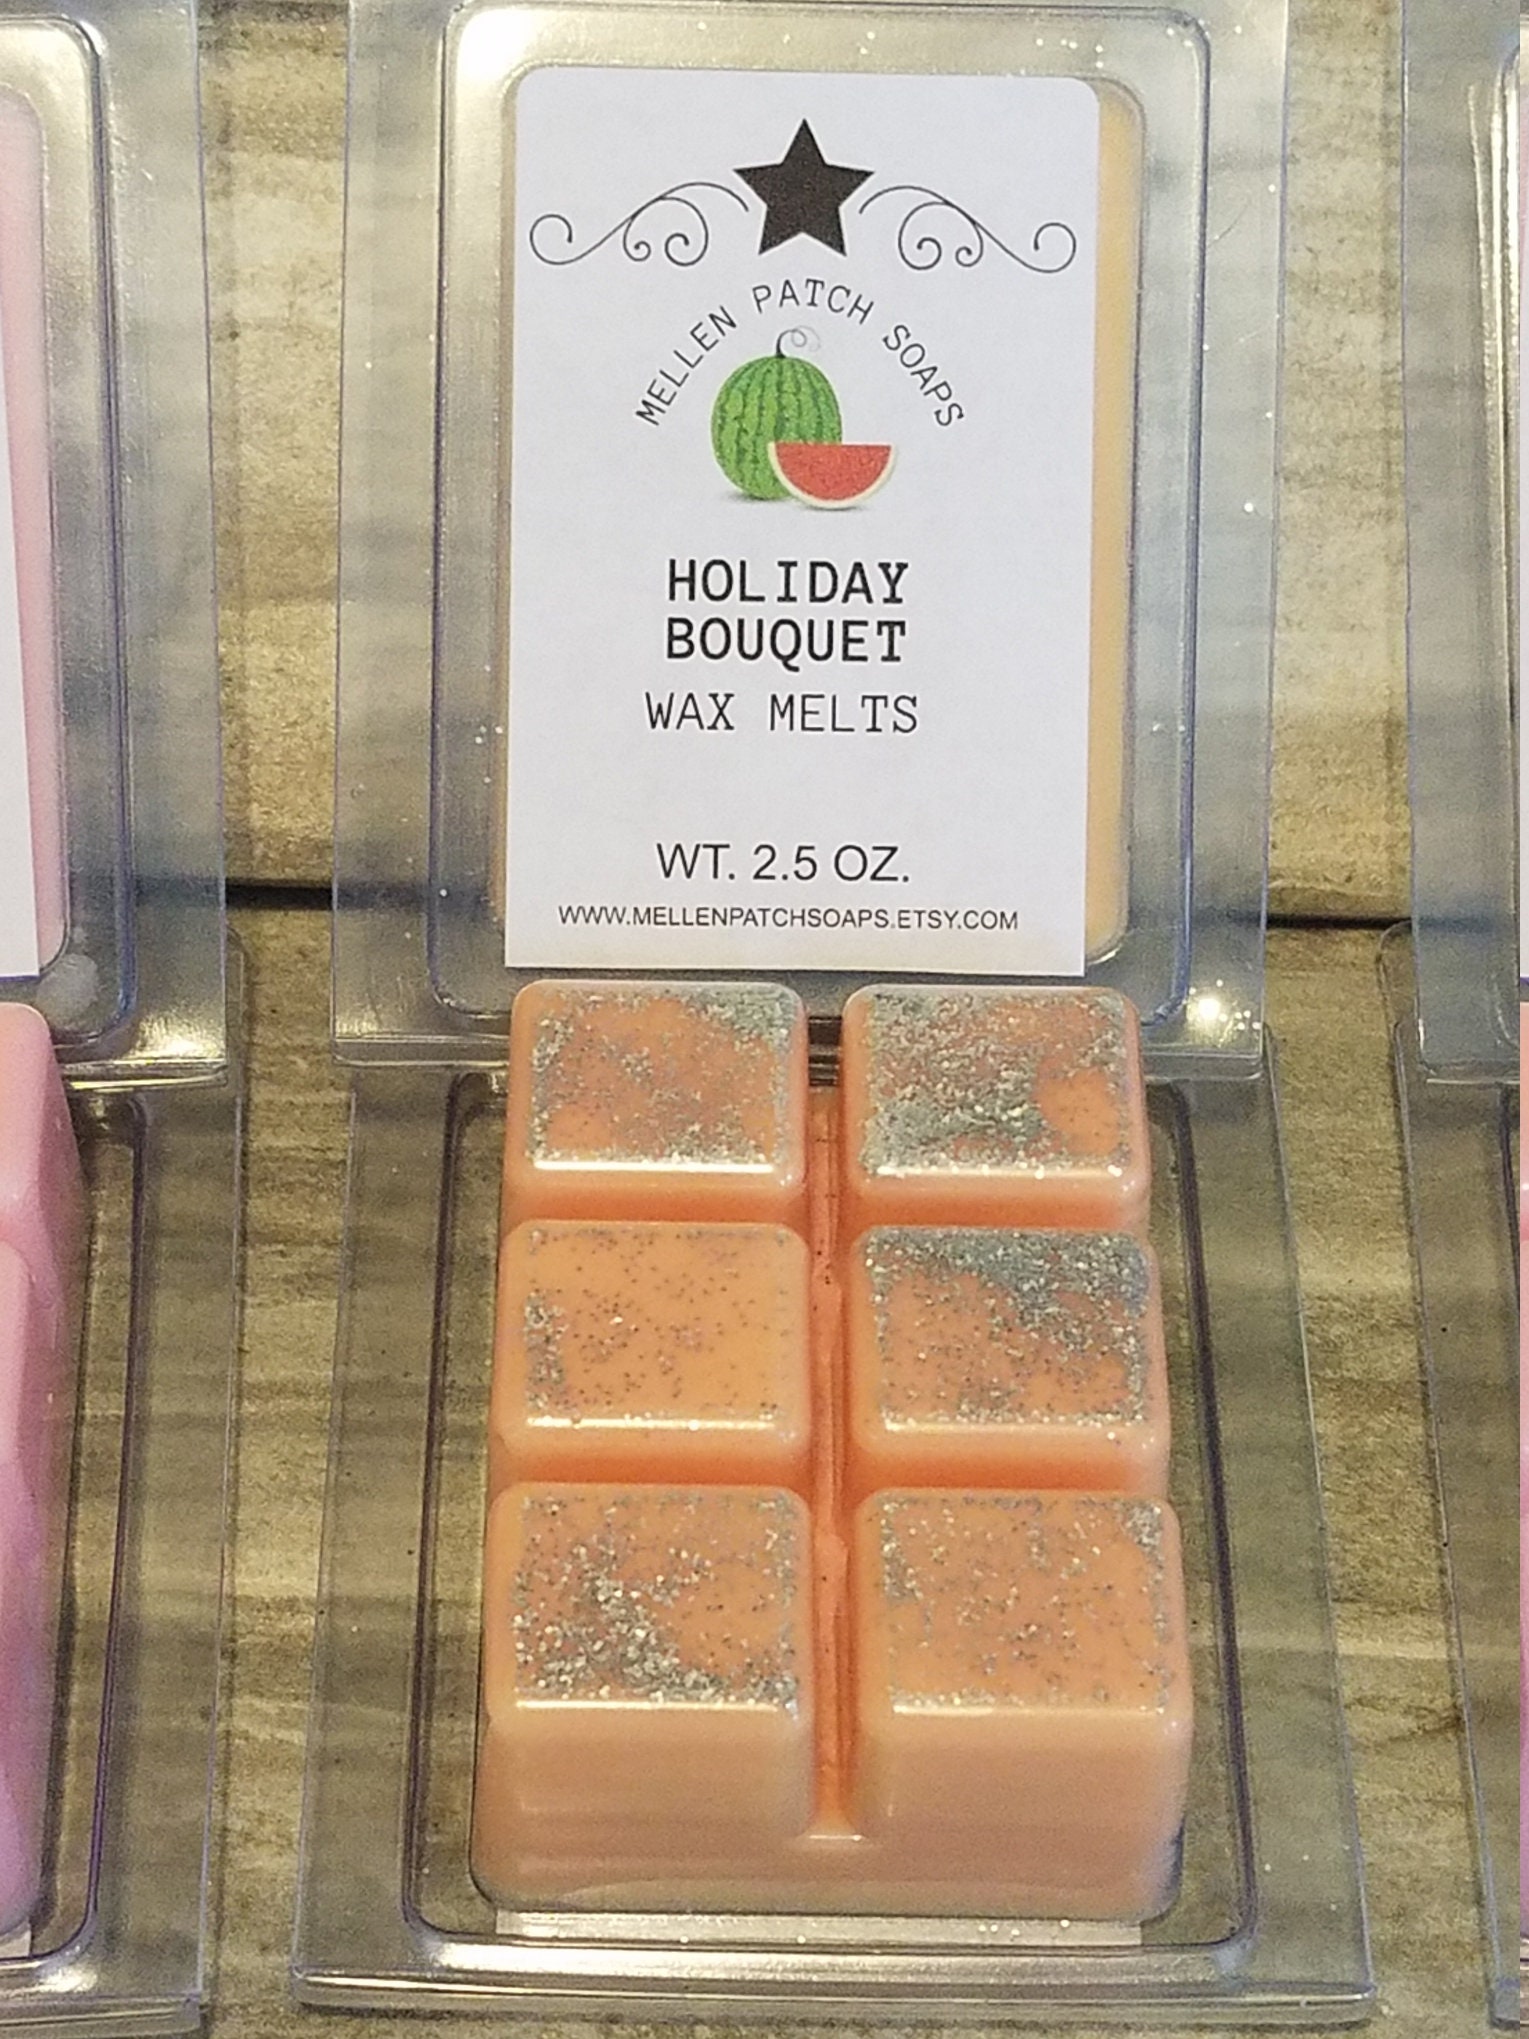 MELLEN PATCH SOAPS
HOLIDAY
BOUQUET
WAX MELTS
WT. 2.5 OZ.
WWW.MELLENPATCHSOAPS.ETSY.COM